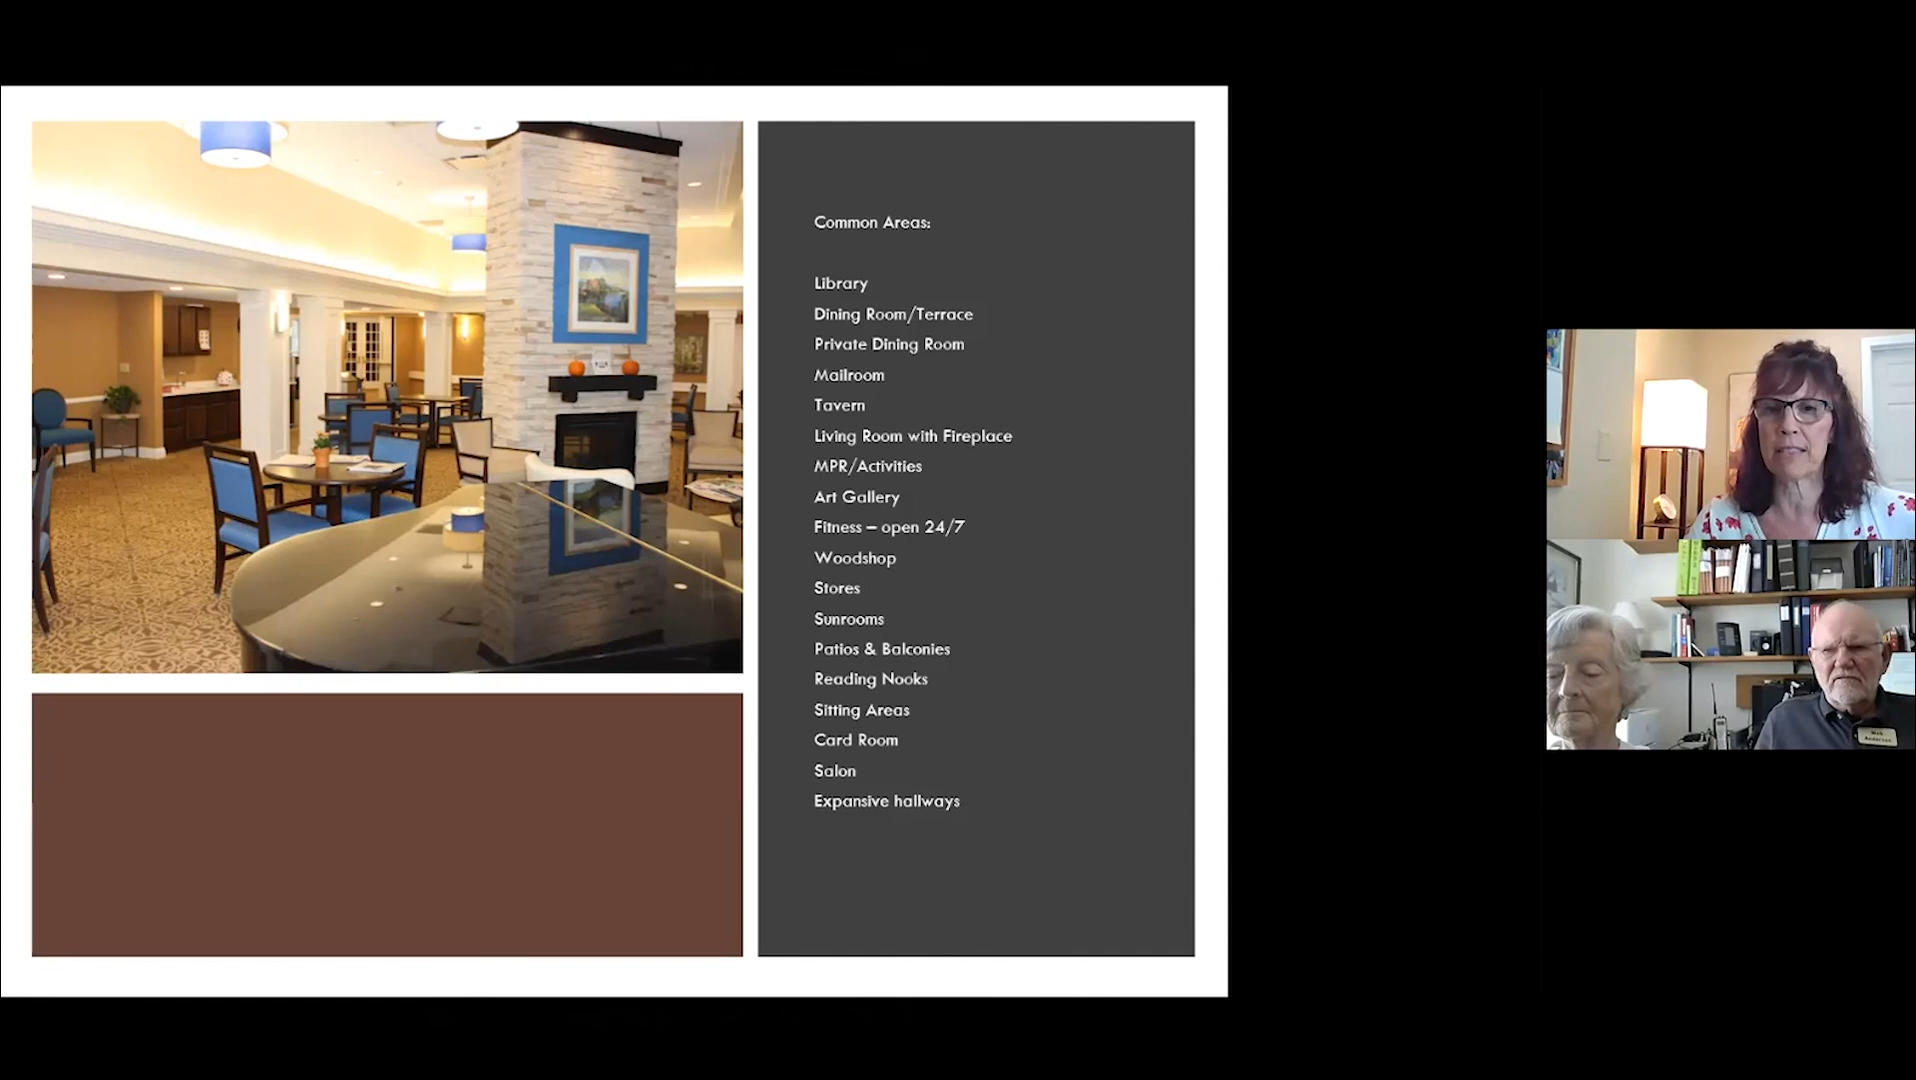 Common Areas:
Library
Dining Room/Terrace
Private Dining Room
Mailroom
Tavern
Living Room with Fireplace
MPR/Activities
Art Gallery
Fitness – open 24/7
Woodshop
Stores
Sunrooms
Patios & Balconies
Reading Nooks
Sitting Areas
Card Room
Salon
Expansive hallways